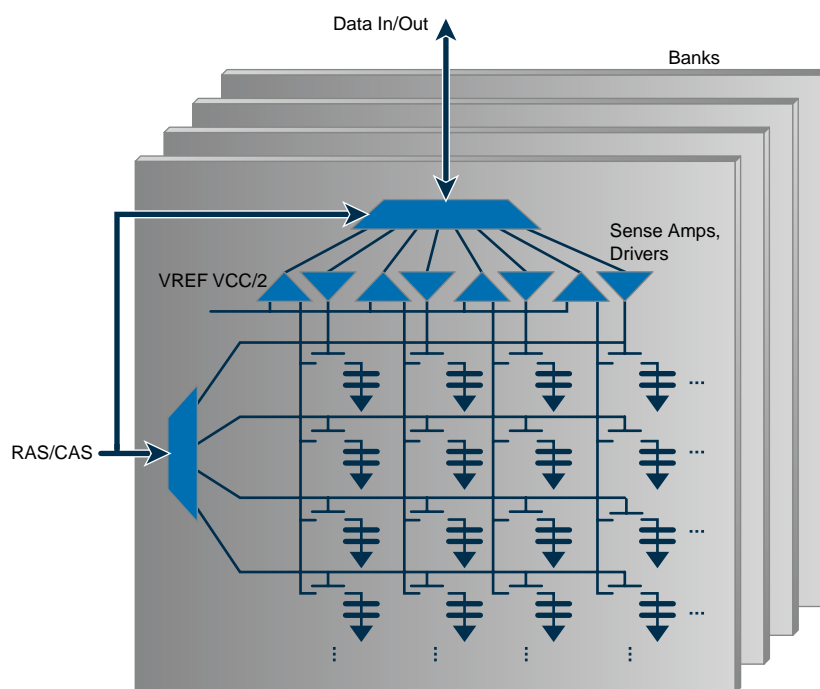 Data In/Out
Banks
Sense Amps,
Drivers
VREF VCC/2
RAS/CAS
...
...
...
...
... ... ... ...